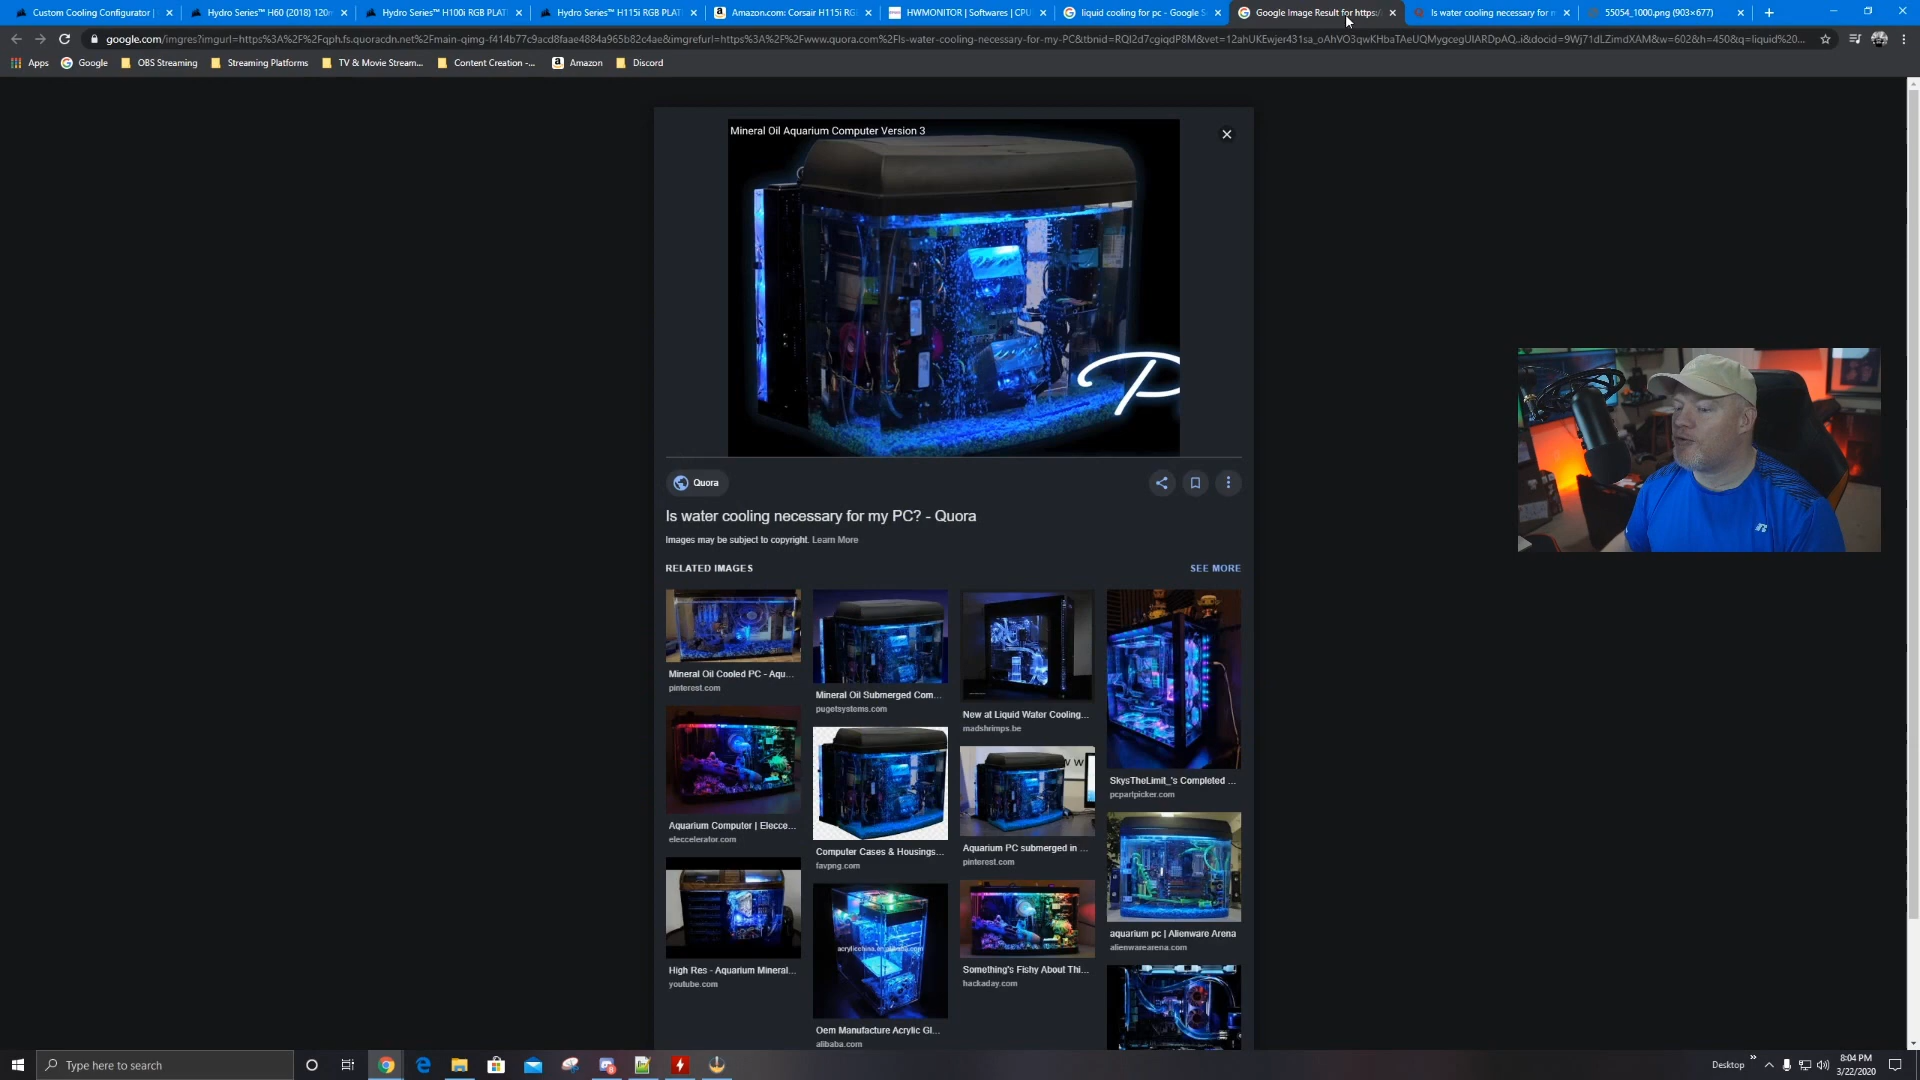 Custom Cooling Configurator |
Hydro Series™ H60 (2018) 120m
Hydro Series™ H100i RGB PLAT
Hydro Series™ H115i RGB PLAT
Amazon.com: Corsair H115i RG
HWMONITOR | Softwares | CPU
liquid cooling for pc - Google S
Google Image Result for https:/
Is water cooling necessary for m
55054_1000.png (903×677)
Apps
Google
OBS Streaming
Streaming Platforms
TV & Movie Stream...
Content Creation -...
Amazon
Discord
Mineral Oil Aquarium Computer Version 3
P
Quora
Is water cooling necessary for my PC? - Quora
Images may be subject to copyright. Learn More
RELATED IMAGES
SEE MORE
Mineral Oil Cooled PC - Aqu...
pinterest.com
Mineral Oil Submerged Com...
pugetsystems.com
New at Liquid Water Cooling...
madshrimps.be
SkysTheLimit_'s Completed ...
pcpartpicker.com
Aquarium Computer | Elecce...
eleccelerator.com
Computer Cases & Housings...
favpng.com
Aquarium PC submerged in ...
pinterest.com
aquarium pc | Alienware Arena
alienwarearena.com
High Res - Aquarium Mineral...
youtube.com
Oem Manufacture Acrylic Gl...
alibaba.com
Something's Fishy About Thi...
hackaday.com
Type here to search
Desktop
8:04 PM
3/22/2020